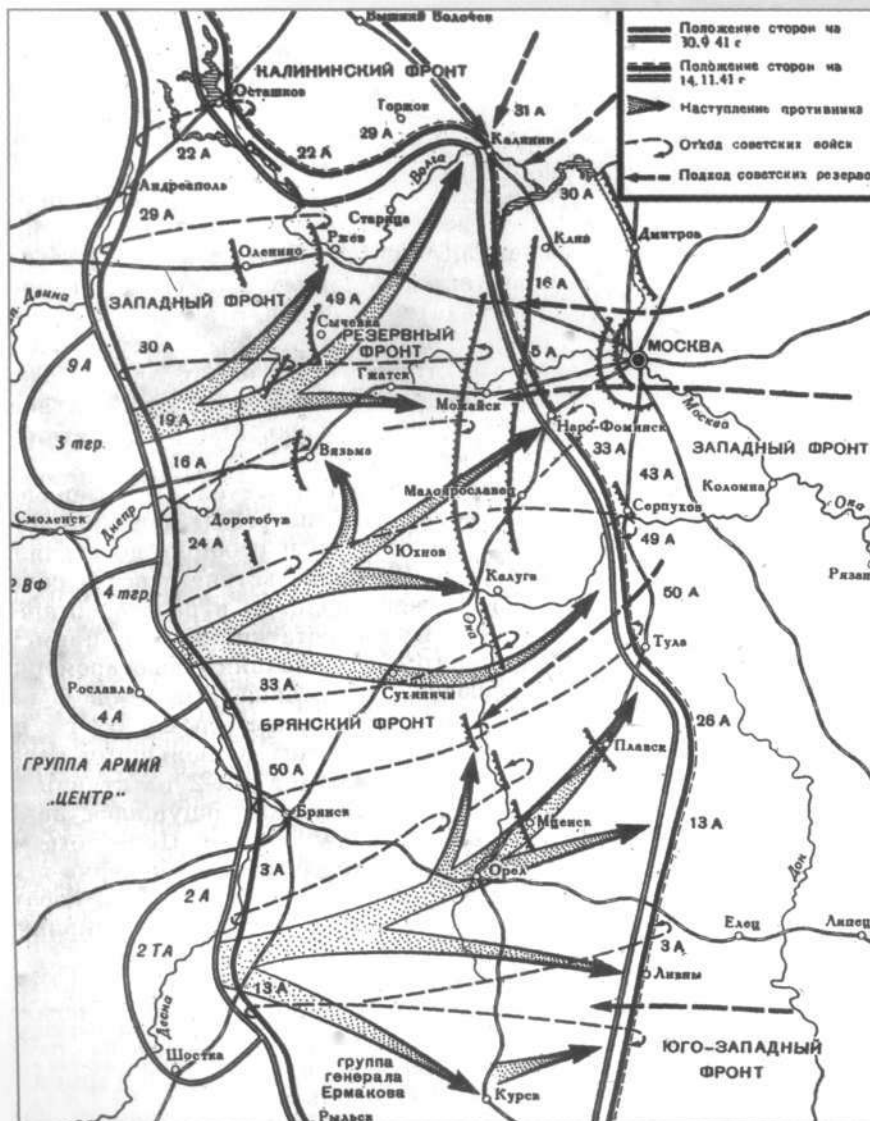 Вышний Волочек
Положение сторон на
30.9 41 г
Положение сторон на
14.11.41 г
Наступление противника
Отход советских войск
Подход советских резерво
КАЛИНИНСКИЙ ФРОНТ
Осташков
Торжок
31 А
29 А
Калинин
22 А
22 А
Волга
30 А
Андреаполь
Старица
29 А
Ржев
Клин
Дмитров
Оленино
16 А
Двина
ЗАПАДНЫЙ ФРОНТ
49 А
Сычевка
РЕЗЕРВНЫЙ
ФРОНТ
МОСКВА
30 А
5 А
9 А
Гжатск
Можайск
Москва
19 А
Наро-Фоминск
3 тгр.
ЗАПАДНЫЙ ФРОНТ
33 А
16 А
Вязьма
43 А
Малоярославец
Коломна
Ока
Смоленск
Днепр
Дорогобуж
Серпухов
24 А
49 А
Юхнов
Рязан
2 ВФ
4 тгр.
Калуга
50 А
Ока
Тула
Рославль
33 А
Сухиничи
4 А
БРЯНСКИЙ ФРОНТ
26 А
Плавск
ГРУППА АРМИЙ
„ЦЕНТР"
50 А
Брянск
Мценск
13 А
Дон
3 А
Орел
2 А
Елец
Липец
2 ТА
3 А
Ливны
13 А
Десна
Шостка
группа
генерала
Ермакова
ЮГО-ЗАПАДНЫЙ
ФРОНТ
Курск
Рыльск